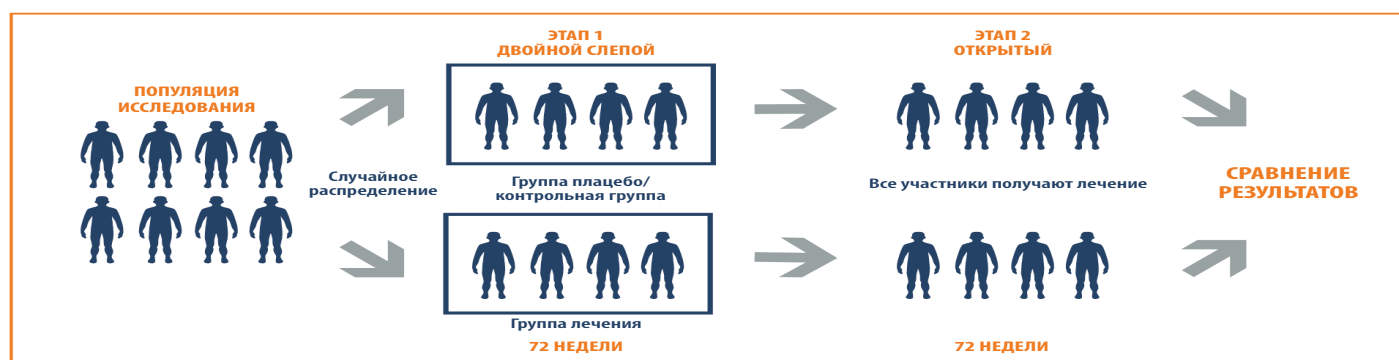 ПОПУЛЯЦИЯ
ИССЛЕДОВАНИЯ
Случайное
распределение
ЭТАП 1
ДВОЙНОЙ СЛЕПОЙ
Группа плацебо/
контрольная группа
Группа лечения
72 НЕДЕЛИ
ЭТАП 2
ОТКРЫТЫЙ
Все участники получают лечение
72 НЕДЕЛИ
СРАВНЕНИЕ
РЕЗУЛЬТАТОВ